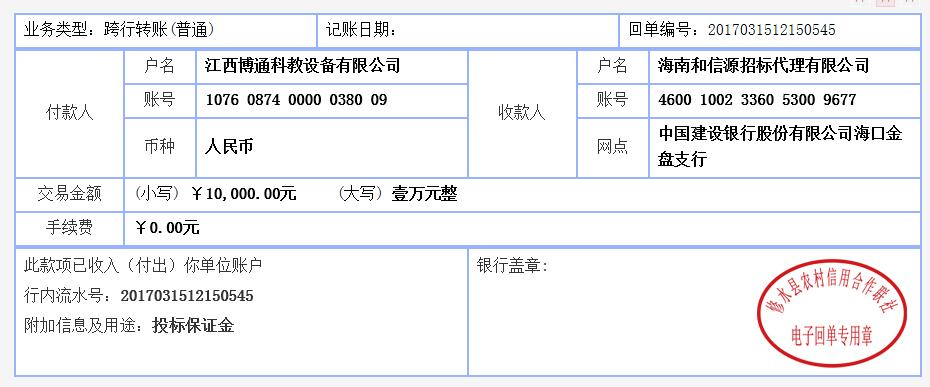 业务类型：跨行转账(普通) 记账日期： 回单编号：2017031512150545
付款人 户名 江西博通科教设备有限公司 收款人 户名 海南和信源招标代理有限公司
账号 1076 0874 0000 0380 09 账号 4600 1002 3360 5300 9677
币种 人民币 网点 中国建设银行股份有限公司海口金
盘支行
交易金额 (小写) ￥10,000.00元 (大写) 壹万元整
手续费 ￥0.00元
此款项已收入（付出）你单位账户 银行盖章:
行内流水号：2017031512150545
附加信息及用途：投标保证金
修水县农村信用合作联社
电子回单专用章